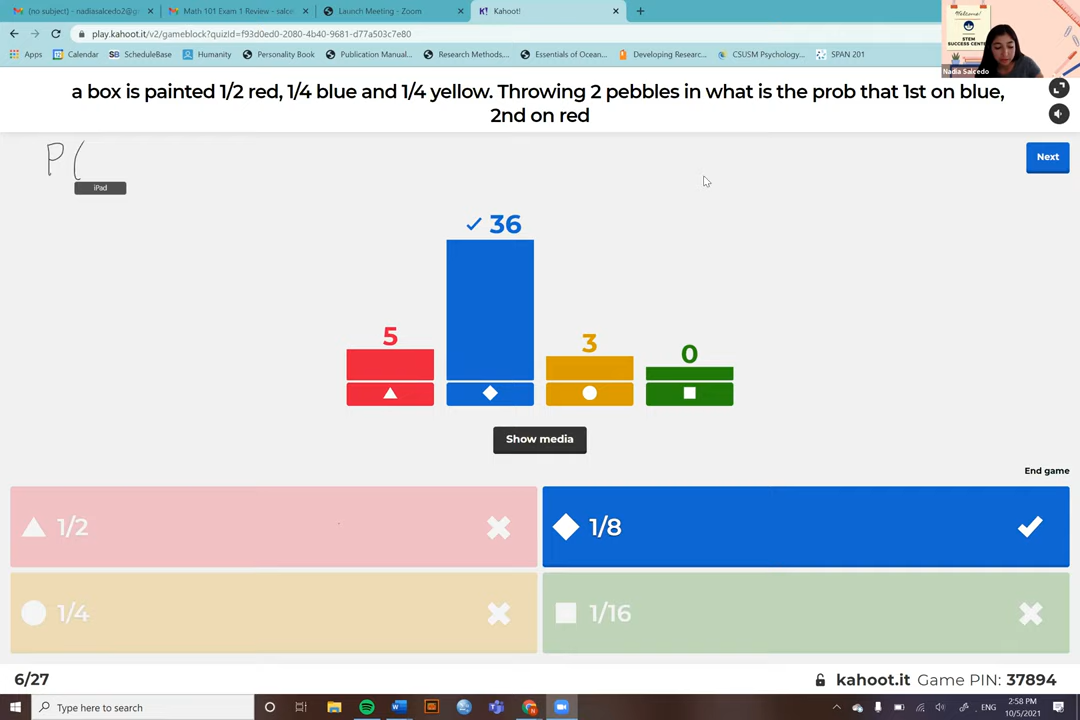 (no subject) - nadiasalcedo2@g
Math 101 Exam 1 Review - salce
Launch Meeting - Zoom
K! Kahoot!
play.kahoot.it/v2/gameblock?quizId=f93d0ed0-2080-4b40-9681-d77a503c7e80
Apps Calendar SB ScheduleBase Humanity Personality Book Publication Manual... Research Methods,... Essentials of Ocean... Developing Researc... CSUSM Psychology... SPAN 201
Welcome!
STEM
SUCCESS CENTER
Nadia Salcedo
a box is painted 1/2 red, 1/4 blue and 1/4 yellow. Throwing 2 pebbles in what is the prob that 1st on blue,
2nd on red
P(
iPad
Next
36
5
3
0
Show media
End game
1/2
1/8
1/4
1/16
6/27
kahoot.it Game PIN: 37894
Type here to search
ENG
2:58 PM
10/5/2021